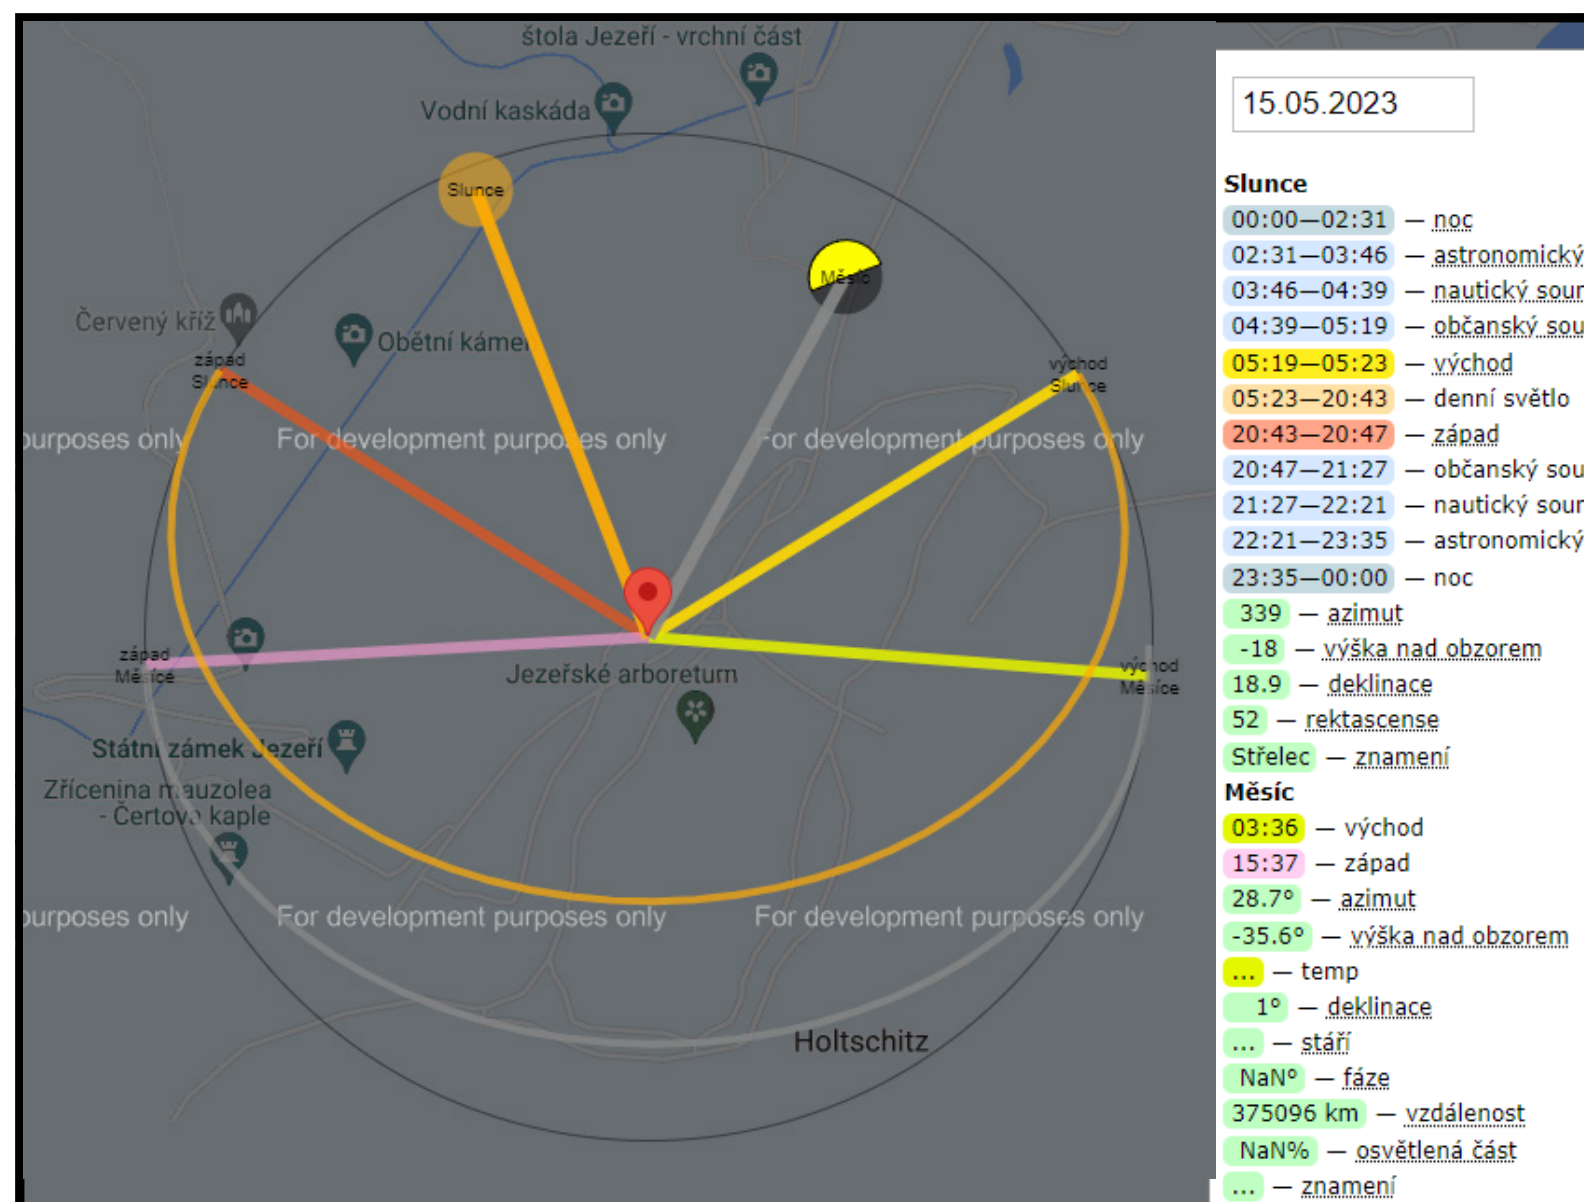 štola Jezeří - vrchní část
Vodní kaskáda
Slunce
Měsíc
Červený kříž
Obětní kámen
západ
Slunce
východ
Slunce
purposes only
For development purposes only
For development purposes only
západ
Měsíce
východ
Měsíce
Jezeřské arboretum
Státní zámek Jezeří
Zřícenina mauzolea
- Čertova kaple
purposes only
For development purposes only
For development purposes only
Holtschitz
15.05.2023
Slunce
00:00—02:31 — noc
02:31—03:46 — astronomický
03:46—04:39 — nautický sour
04:39—05:19 — občanský sou
05:19—05:23 — východ
05:23—20:43 — denní světlo
20:43—20:47 — západ
20:47—21:27 — občanský sou
21:27—22:21 — nautický sour
22:21—23:35 — astronomický
23:35—00:00 — noc
339 — azimut
-18 — výška nad obzorem
18.9 — deklinace
52 — rektascense
Střelec — znamení
Měsíc
03:36 — východ
15:37 — západ
28.7° — azimut
-35.6° — výška nad obzorem
... — temp
1° — deklinace
... — stáří
NaN° — fáze
375096 km — vzdálenost
NaN% — osvětlená část
... — znamení